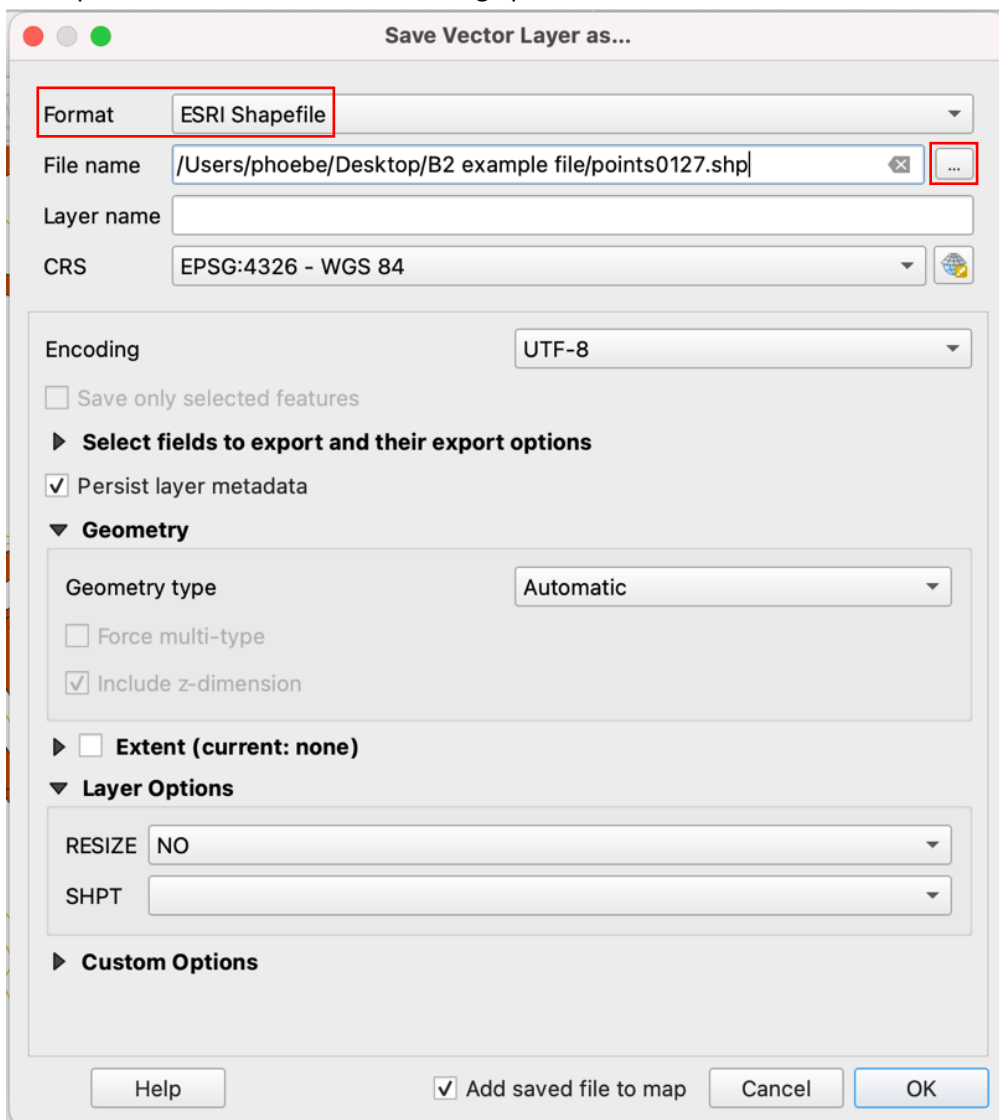 Save Vector Layer as...
Format ESRI Shapefile
File name /Users/phoebe/Desktop/B2 example file/points0127.shp ...
Layer name
CRS EPSG:4326 - WGS 84
Encoding UTF-8
Save only selected features
Select fields to export and their export options
Persist layer metadata
Geometry
Geometry type Automatic
Force multi-type
Include z-dimension
Extent (current: none)
Layer Options
RESIZE NO
SHPT
Custom Options
Help Add saved file to map Cancel OK